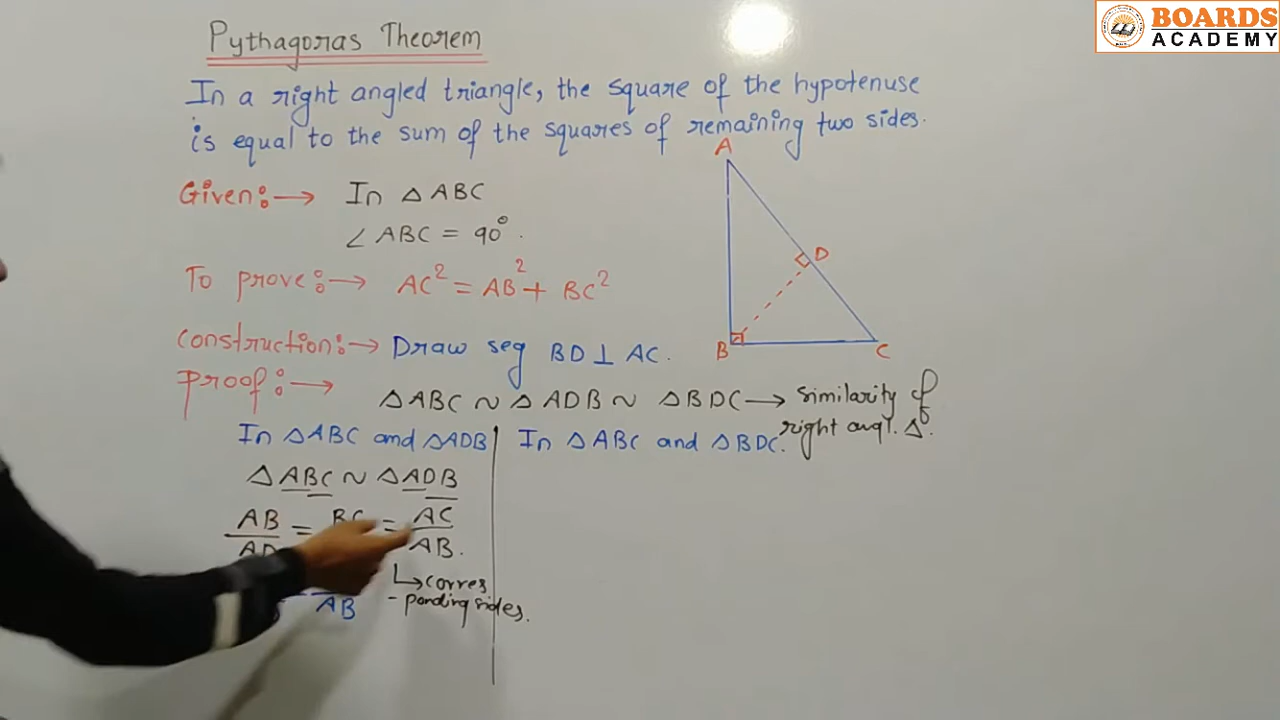 BOARDS
ACADEMY
Pythagoras Theorem
In a right angled triangle, the square of the hypotenuse
is equal to the sum of the squares of remaining two sides.
Given:→ In △ABC
∠ABC = 90°.
To prove:→ AC² = AB² + BC²
Construction:→ Draw seg BD ⊥ AC.
Proof:→
△ABC ~ △ADB ~ △BDC → similarity of
right angl. △.
A
D
B
C
In △ABC and △ADB
△ABC ~ △ADB
AB = BC = AC
AD AB.
→ corres
AB - ponding sides.
In △ABC and △BDC.